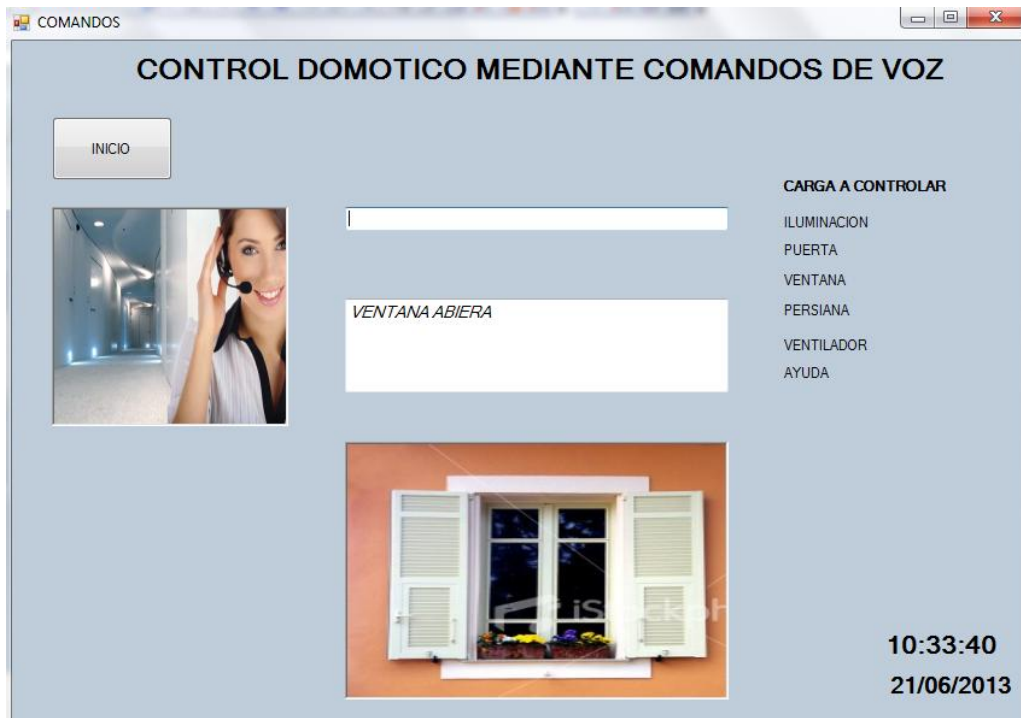 COMANDOS
CONTROL DOMOTICO MEDIANTE COMANDOS DE VOZ
INICIO
CARGA A CONTROLAR
ILUMINACION
PUERTA
VENTANA
PERSIANA
VENTILADOR
AYUDA
VENTANA ABIERA
iStockph
10:33:40
21/06/2013